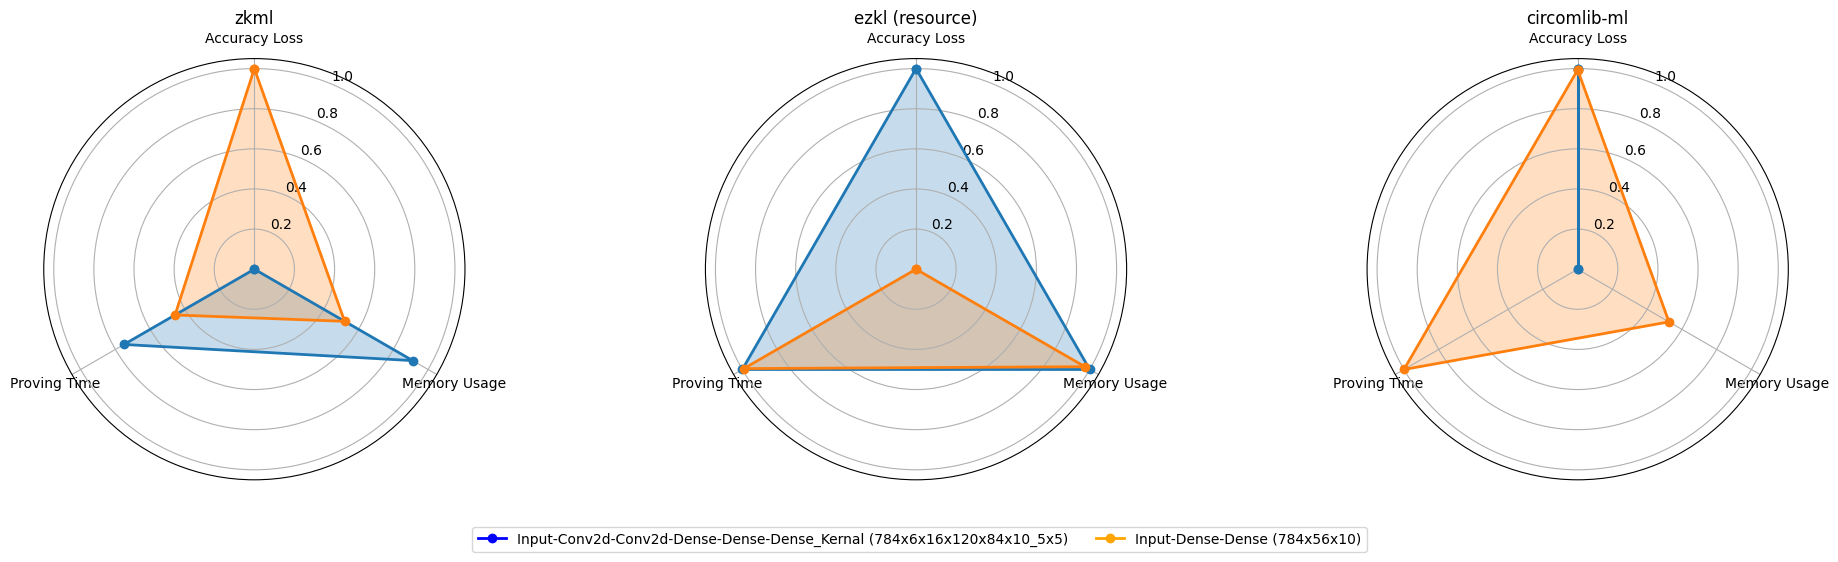 zkml
Accuracy Loss
1.0
0.8
0.6
0.4
0.2
Proving Time
Memory Usage
ezkl (resource)
Accuracy Loss
1.0
0.8
0.6
0.4
0.2
Proving Time
Memory Usage
circomlib-ml
Accuracy Loss
1.0
0.8
0.6
0.4
0.2
Proving Time
Memory Usage
Input-Conv2d-Conv2d-Dense-Dense-Dense_Kernal (784x6x16x120x84x10_5x5)
Input-Dense-Dense (784x56x10)